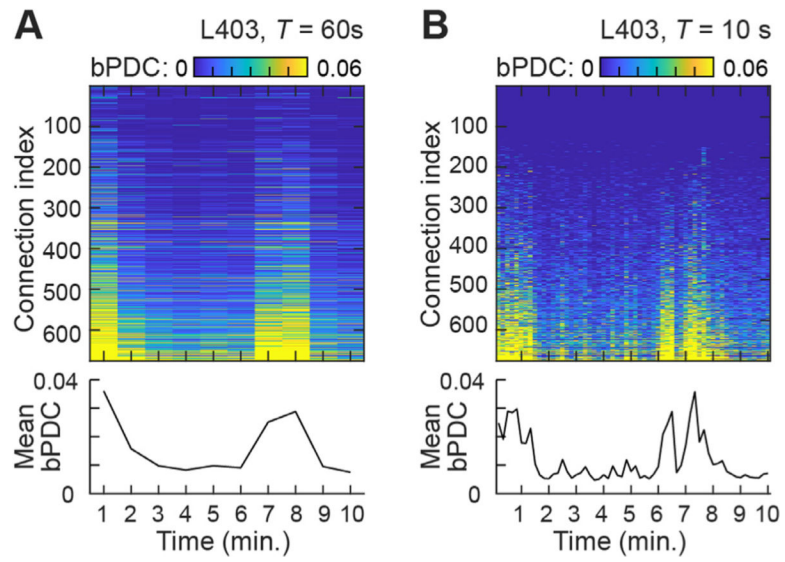 A
L403, T = 60s
bPDC: 0 0.06
Connection index
100
200
300
400
500
600
Mean bPDC
0.04
0
1 2 3 4 5 6 7 8 9 10
Time (min.)
B
L403, T = 10 s
bPDC: 0 0.06
Connection index
100
200
300
400
500
600
Mean bPDC
0.04
0
1 2 3 4 5 6 7 8 9 10
Time (min.)